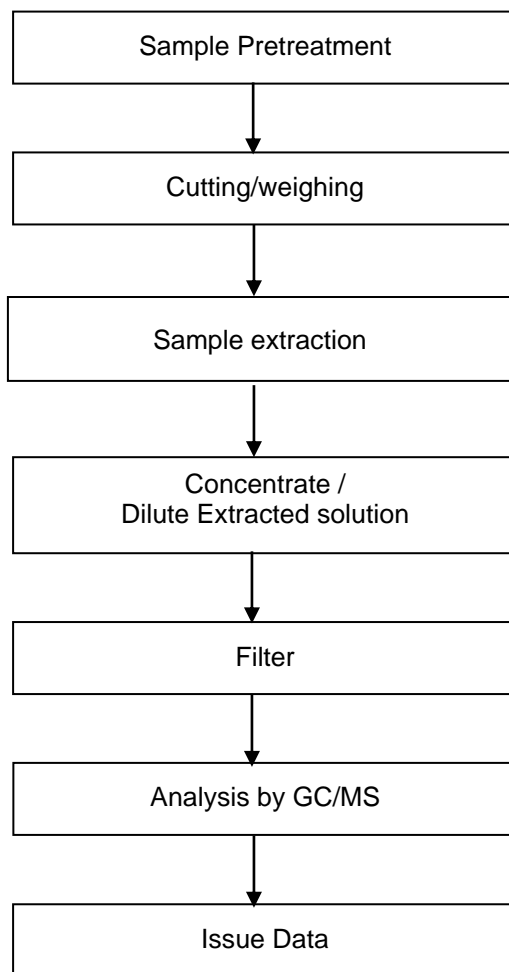 Sample Pretreatment
Cutting/weighing
Sample extraction
Concentrate /
Dilute Extracted solution
Filter
Analysis by GC/MS
Issue Data